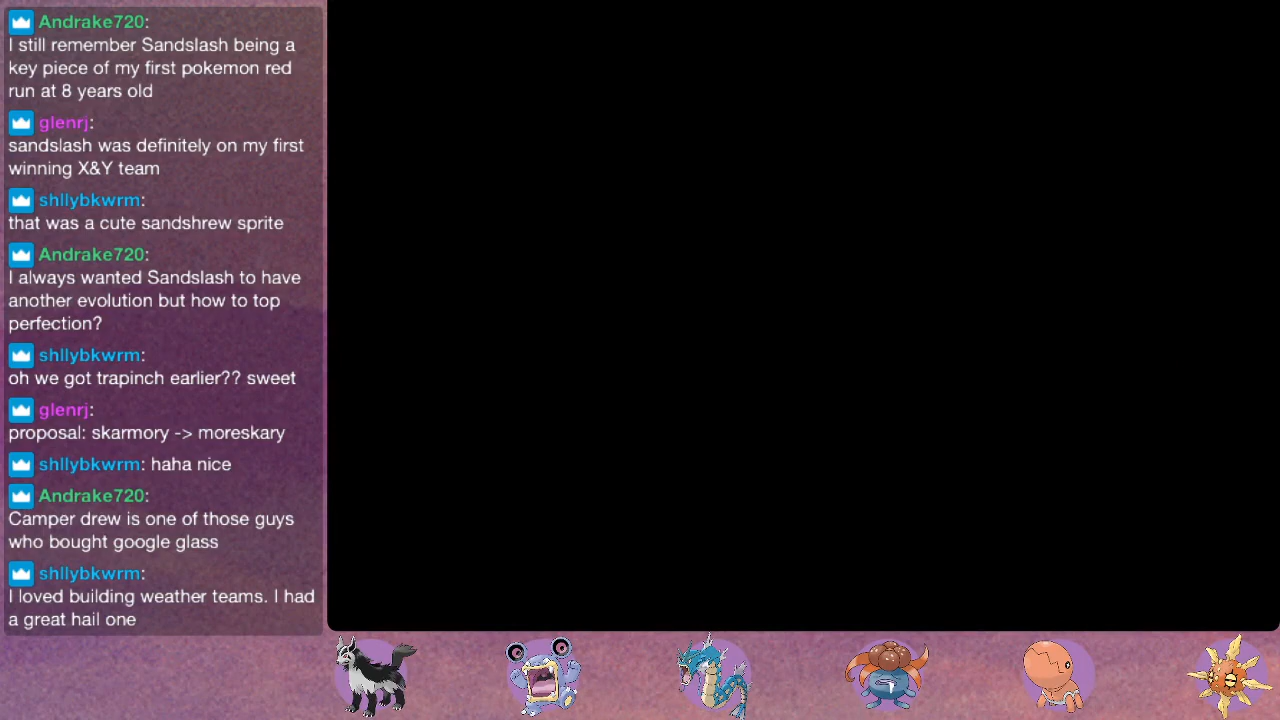 Andrake720:
I still remember Sandslash being a
key piece of my first pokemon red
run at 8 years old
glenrj:
sandslash was definitely on my first
winning X&Y team
shllybkwrm:
that was a cute sandshrew sprite
Andrake720:
I always wanted Sandslash to have
another evolution but how to top
perfection?
shllybkwrm:
oh we got trapinch earlier?? sweet
glenrj:
proposal: skarmory -> moreskary
shllybkwrm: haha nice
Andrake720:
Camper drew is one of those guys
who bought google glass
shllybkwrm:
I loved building weather teams. I had
a great hail one